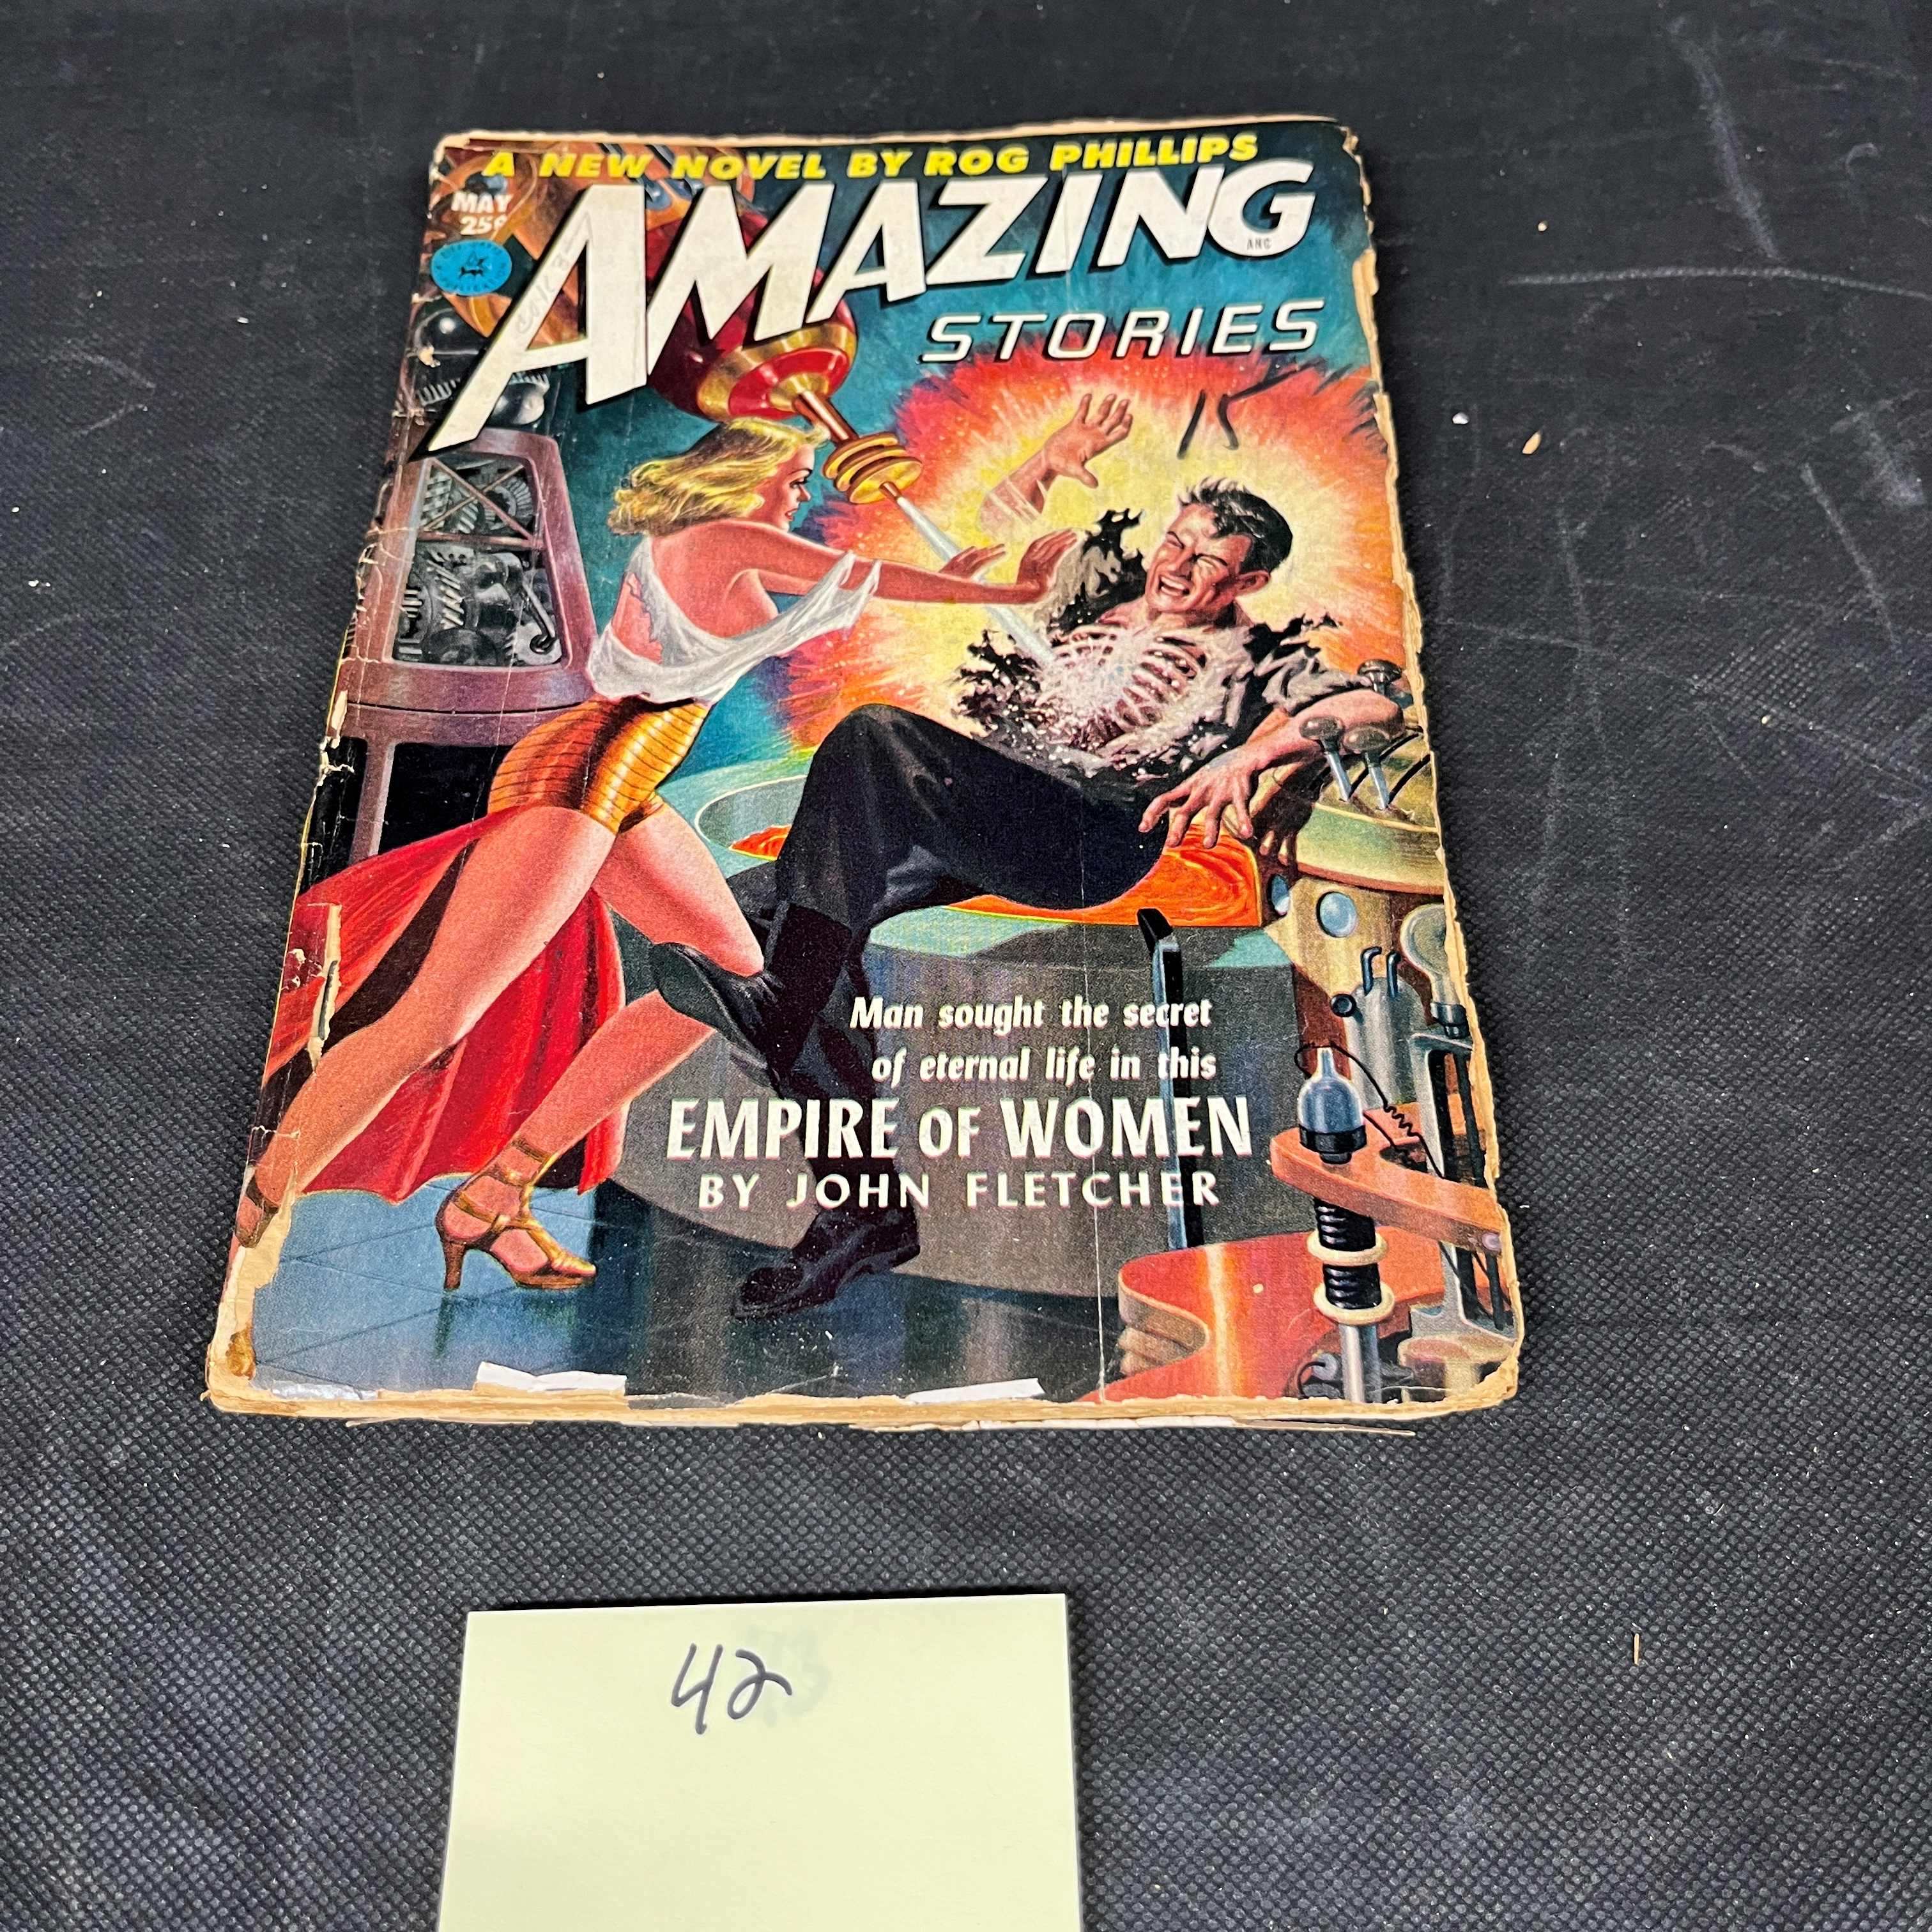 A NEW NOVEL BY ROG PHILLIPS
MAY
25¢
AMAZING
ANC
STORIES
15
Man sought the secret
of eternal life in this
EMPIRE OF WOMEN
BY JOHN FLETCHER
42